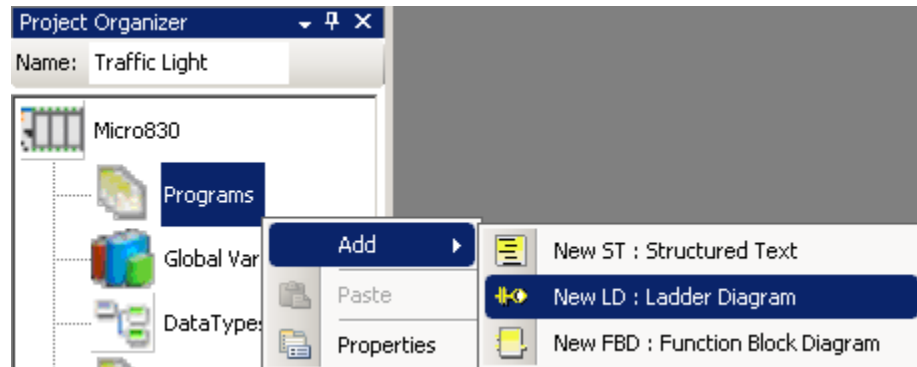 Project Organizer
Name: Traffic Light
Micro830
Programs
Add
New ST : Structured Text
Global Var
New LD : Ladder Diagram
Paste
DataTypes
Properties
New FBD : Function Block Diagram